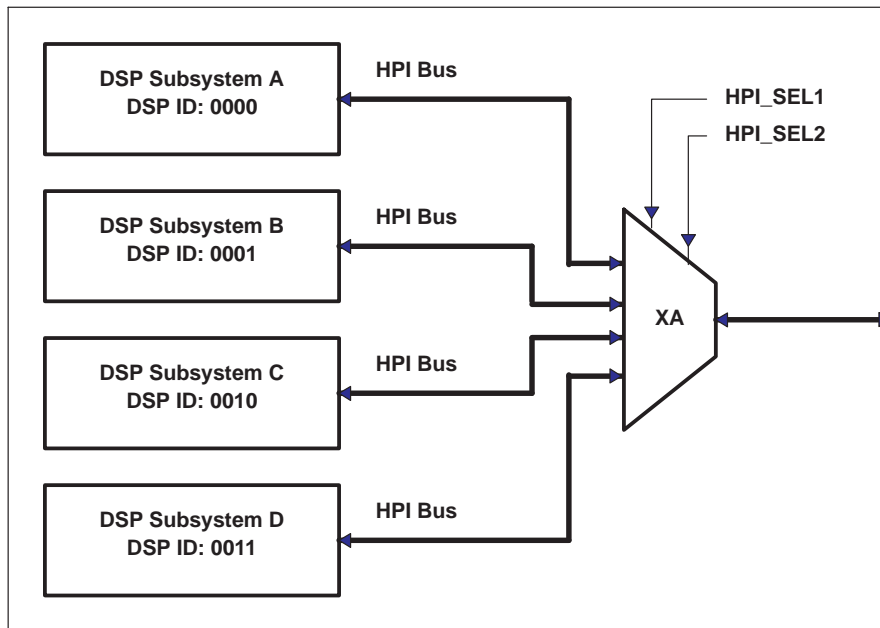 DSP Subsystem A
DSP ID: 0000
HPI Bus
HPI_SEL1
HPI_SEL2
DSP Subsystem B
DSP ID: 0001
HPI Bus
XA
DSP Subsystem C
DSP ID: 0010
HPI Bus
DSP Subsystem D
DSP ID: 0011
HPI Bus